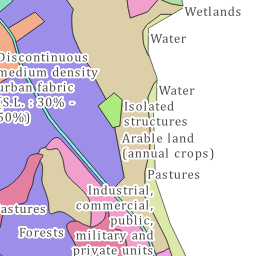 Wetlands
Water
Discontinuous
medium density
urban fabric
(S.L. : 30% -
50%)
Water
Isolated
structures
Arable land
(annual crops)
Pastures
Industrial,
commercial,
public,
military and
private units
Pastures
Forests